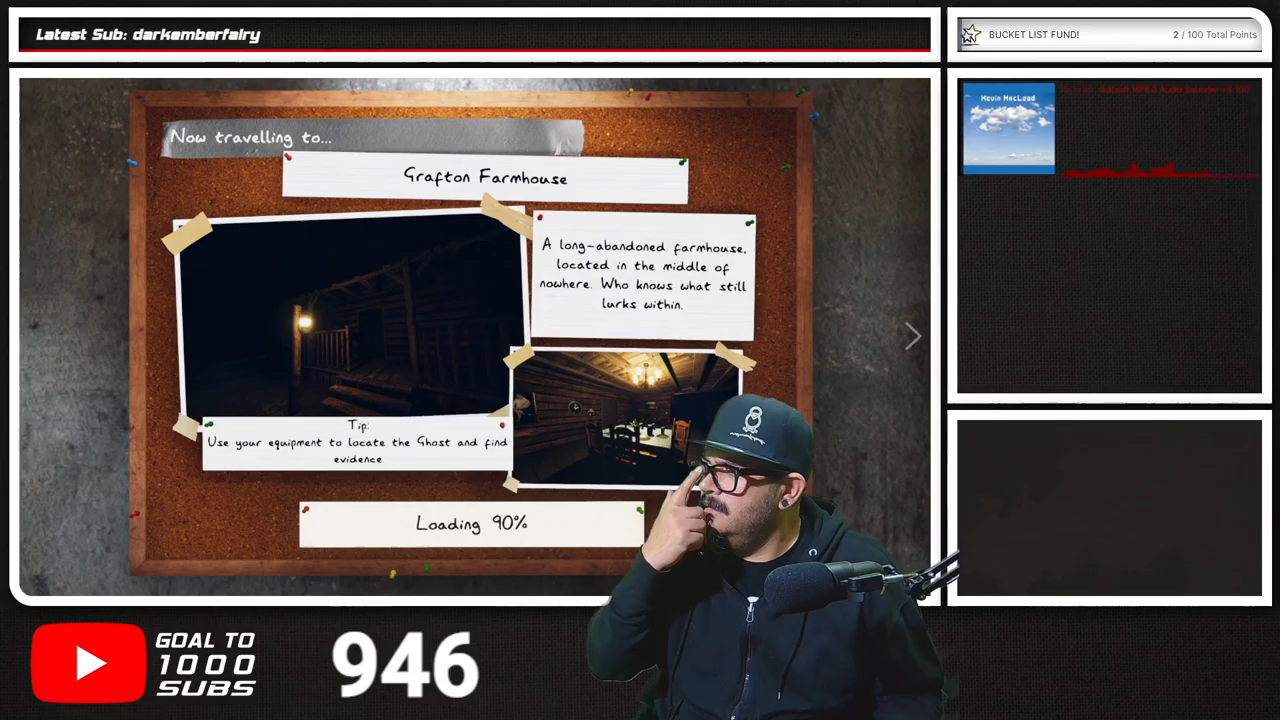 Latest Sub: darkemberfairy
BUCKET LIST FUND!
2 / 100 Total Points
Now travelling to...
Grafton Farmhouse
A long-abandoned farmhouse,
located in the middle of
nowhere. Who knows what still
lurks within.
Tip:
Use your equipment to locate the Ghost and find
evidence
Loading 90%
Kevin MacLeod
GOAL TO
1000
SUBS
946